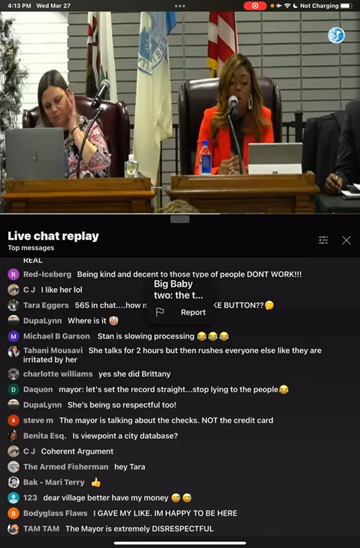 4:13 PM Wed Mar 27
Not Charging
Live chat replay
Top messages
REAL
Red-Iceberg Being kind and decent to those type of people DONT WORK!!!
C J I like her lol
Big Baby
two: the t...
Report
Tara Eggers 565 in chat....how m KE BUTTON??🤔
DupaLynn Where is it 🤡
Michael B Garson Stan is slowing processing 😂😂😂
Tahani Mousavi She talks for 2 hours but then rushes everyone else like they are
irritated by her
charlotte williams yes she did Brittany
Daquon mayor: let's set the record straight...stop lying to the people😂
DupaLynn She's being so respectful too!
steve m The mayor is talking about the checks. NOT the credit card
Benita Esq. Is viewpoint a city database?
C J Coherent Argument
The Armed Fisherman hey Tara
Bak - Mari Terry 👍
123 dear village better have my money 😅😅
Bodyglass Flaws I GAVE MY LIKE. IM HAPPY TO BE HERE
TAM TAM The Mayor is extremely DISRESPECTFUL